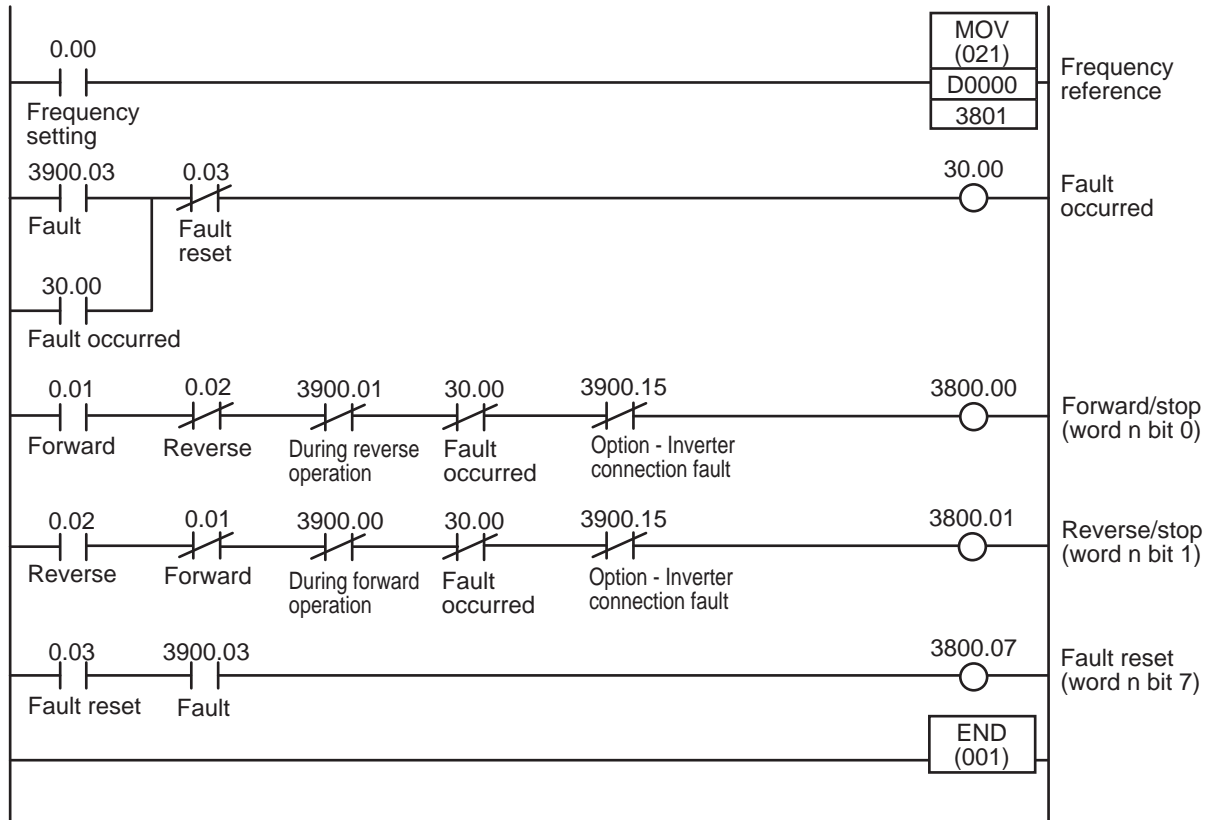 0.00
Frequency
setting
MOV
(021)
D0000
3801
Frequency
reference
3900.03
Fault
0.03
Fault
reset
30.00
Fault
occurred
30.00
Fault occurred
0.01
Forward
0.02
Reverse
3900.01
During reverse
operation
30.00
Fault
occurred
3900.15
Option - Inverter
connection fault
3800.00
Forward/stop
(word n bit 0)
0.02
Reverse
0.01
Forward
3900.00
During forward
operation
30.00
Fault
occurred
3900.15
Option - Inverter
connection fault
3800.01
Reverse/stop
(word n bit 1)
0.03
Fault reset
3900.03
Fault
3800.07
Fault reset
(word n bit 7)
END
(001)